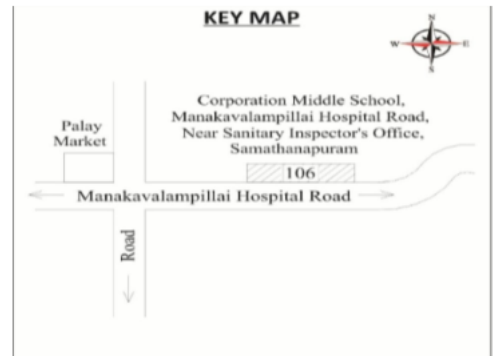 KEY MAP
N
W
E
S
Corporation Middle School,
Manakavalampillai Hospital Road,
Near Sanitary Inspector's Office,
Samathanapuram
Palay
Market
106
Manakavalampillai Hospital Road
Road